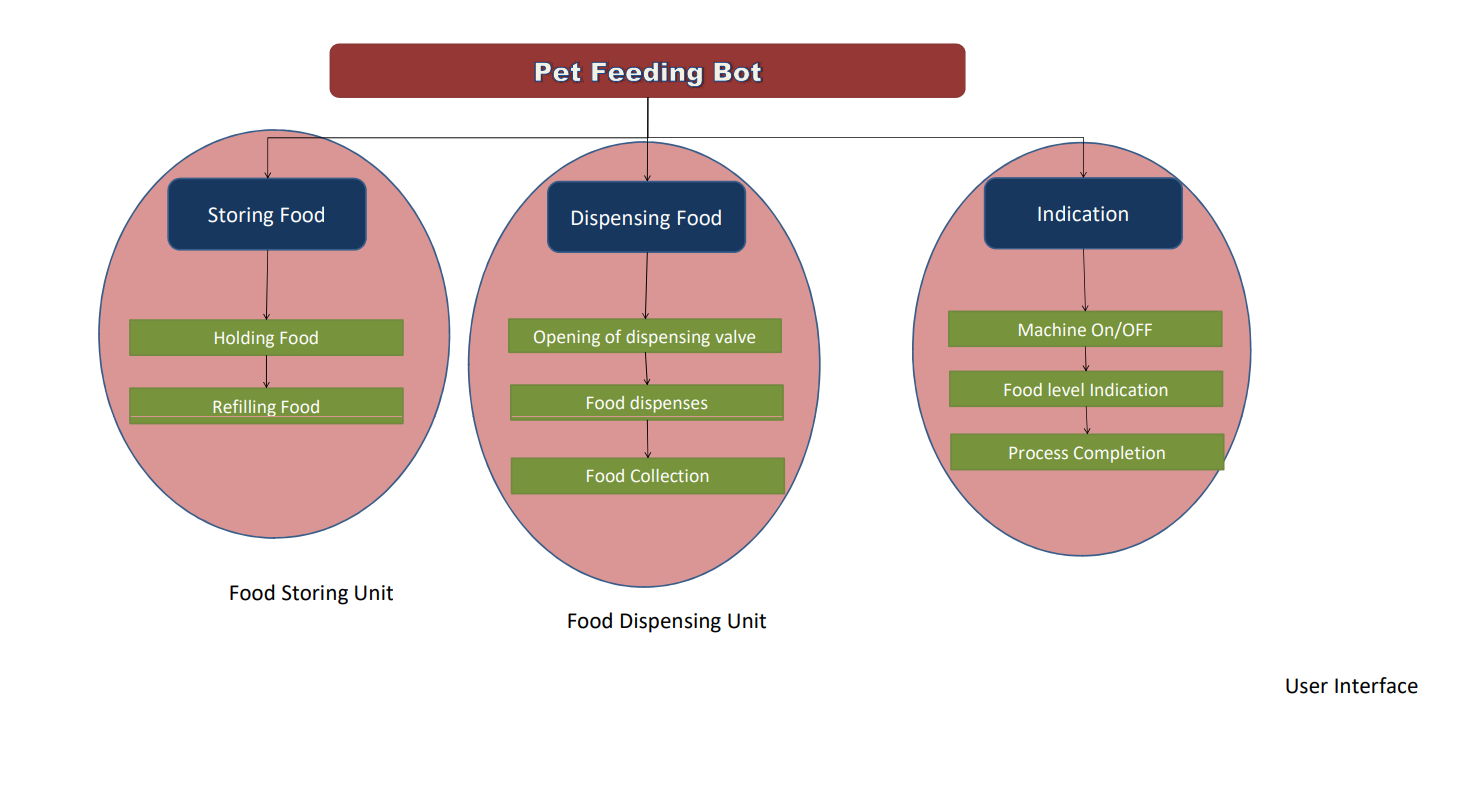 Pet Feeding Bot
Storing Food
Holding Food
Refilling Food
Food Storing Unit
Dispensing Food
Opening of dispensing valve
Food dispenses
Food Collection
Food Dispensing Unit
Indication
Machine On/OFF
Food level Indication
Process Completion
User Interface